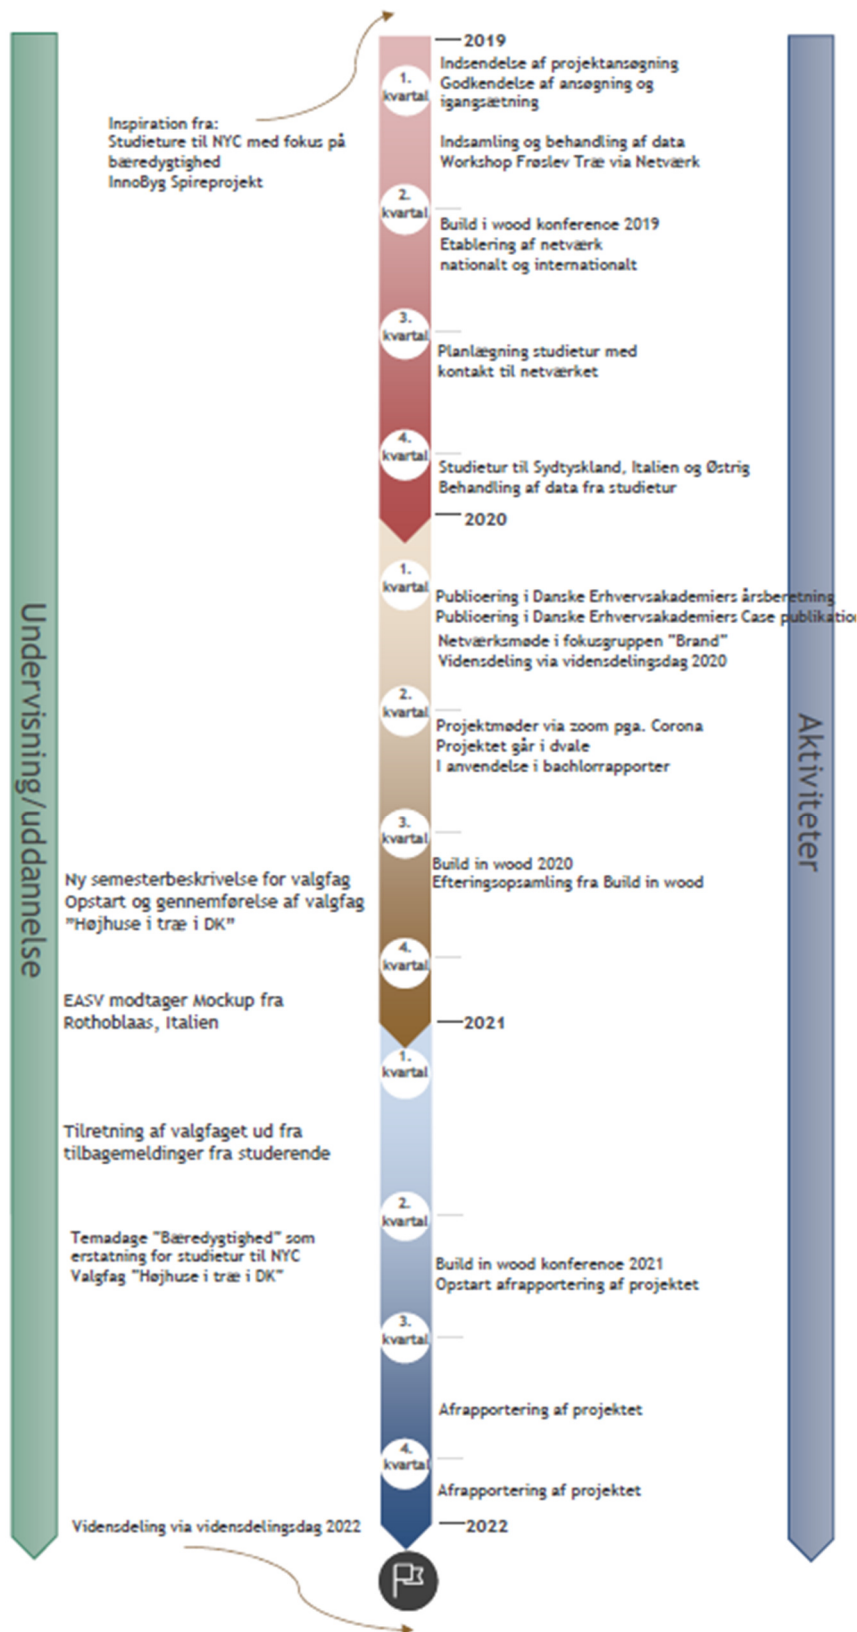 2019
Indsendelse af projektansøgning
Godkendelse af ansøgning og
igangsætning
1.
kvartal
Inspiration fra:
Studieture til NYC med fokus på
bæredygtighed
InnoByg Spireprojekt
Indsamling og behandling af data
Workshop Frøslev Træ via Netværk
2.
kvartal
Build i wood konference 2019
Etablering af netværk
nationalt og internationalt
3.
kvartal
Planlægning studietur med
kontakt til netværket
4.
kvartal
Studietur til Sydtyskland, Italien og Østrig
Behandling af data fra studietur
2020
1.
kvartal
Publicering i Danske Erhvervsakademiers årsberetning
Publicering i Danske Erhvervsakademiers Case publikatio
Netværksmøde i fokusgruppen "Brand"
Vidensdeling via vidensdelingsdag 2020
Undervisning/uddannelse
Aktiviteter
2.
kvartal
Projektmøder via zoom pga. Corona
Projektet går i dvale
I anvendelse i bachlorrapporter
3.
kvartal
Build in wood 2020
Efteringsopsamling fra Build in wood
Ny semesterbeskrivelse for valgfag
Opstart og gennemførelse af valgfag
"Højhuse i træ i DK"
4.
kvartal
EASV modtager Mockup fra
Rothoblaas, Italien
2021
1.
kvartal
Tilretning af valgfaget ud fra
tilbagemeldinger fra studerende
2.
kvartal
Temadage "Bæredygtighed" som
erstatning for studietur til NYC
Valgfag "Højhuse i træ i DK"
Build in wood konference 2021
Opstart afrapportering af projektet
3.
kvartal
Afrapportering af projektet
4.
kvartal
Afrapportering af projektet
Vidensdeling via vidensdelingsdag 2022
2022